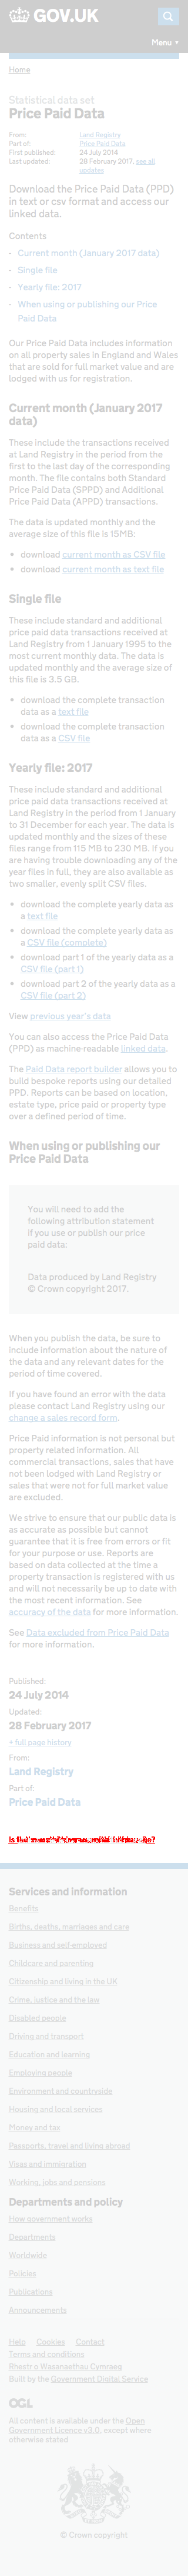 GOV.UK
Menu
Home
Statistical data set
Price Paid Data
From: Land Registry
Part of: Price Paid Data
First published: 24 July 2014
Last updated: 28 February 2017, see all
updates
Download the Price Paid Data (PPD)
in text or csv format and access our
linked data.
Contents
- Current month (January 2017 data)
- Single file
- Yearly file: 2017
- When using or publishing our Price
Paid Data
Our Price Paid Data includes information
on all property sales in England and Wales
that are sold for full market value and are
lodged with us for registration.
Current month (January 2017
data)
These include the transactions received
at Land Registry in the period from the
first to the last day of the corresponding
month. The file contains both Standard
Price Paid Data (SPPD) and Additional
Price Paid Data (APPD) transactions.
The data is updated monthly and the
average size of this file is 15MB:
• download current month as CSV file
• download current month as text file
Single file
These include standard and additional
price paid data transactions received at
Land Registry from 1 January 1995 to the
most current monthly data. The data is
updated monthly and the average size of
this file is 3.5 GB.
• download the complete transaction
data as a text file
• download the complete transaction
data as a CSV file
Yearly file: 2017
These include standard and additional
price paid data transactions received at
Land Registry in the period from 1 January
to 31 December for each year. The data is
updated monthly and the sizes of these
files range from 115 MB to 230 MB. If you
are having trouble downloading any of the
year files in full, they are also available as
two smaller, evenly split CSV files.
• download the complete yearly data as
a text file
• download the complete yearly data as
a CSV file (complete)
• download part 1 of the yearly data as a
CSV file (part 1)
• download part 2 of the yearly data as a
CSV file (part 2)
View previous year's data
You can also access the Price Paid Data
(PPD) as machine-readable linked data.
The Paid Data report builder allows you to
build bespoke reports using our detailed
PPD. Reports can be based on location,
estate type, price paid or property type
over a defined period of time.
When using or publishing our
Price Paid Data
You will need to add the
following attribution statement
if you use or publish our price
paid data:
Data produced by Land Registry
© Crown copyright 2017.
When you publish the data, be sure to
include information about the nature of
the data and any relevant dates for the
period of time covered.
If you have found an error with the data
please contact Land Registry using our
change a sales record form.
Price Paid information is not personal but
property related information. All
commercial transactions, such as sales
that have not been lodged with Land Registry or
sales that were not for full market value
are excluded.
We strive to ensure that our public data is
as accurate as possible but cannot
guarantee that it is free from errors or fit
for your purpose or use. Reports are
based on data available at the time a
property transaction is registered with us
and will not necessarily be up to date with
the most recent information. See
accuracy of the data for more information.
See Data excluded from Price Paid Data
for more information.
Published:
24 July 2014
Updated:
28 February 2017
+ full page history
From:
Land Registry
Part of:
Price Paid Data
Is
Services and information
Benefits
Births, deaths, marriages and care
Business and self-employed
Childcare and parenting
Citizenship and living in the UK
Crime, justice and the law
Disabled people
Driving and transport
Education and learning
Employing people
Environment and countryside
Housing and local services
Money and tax
Passports, travel and living abroad
Visas and immigration
Working, jobs and pensions
Departments and policy
How government works
Departments
Worldwide
Policies
Publications
Announcements
Help Cookies Contact
Terms and conditions
Rhestr o Wasanaethau Cymraeg
Built by the Government Digital Service
OGL
All content is available under the Open
Government Licence v3.0, except where
otherwise stated
© Crown copyright